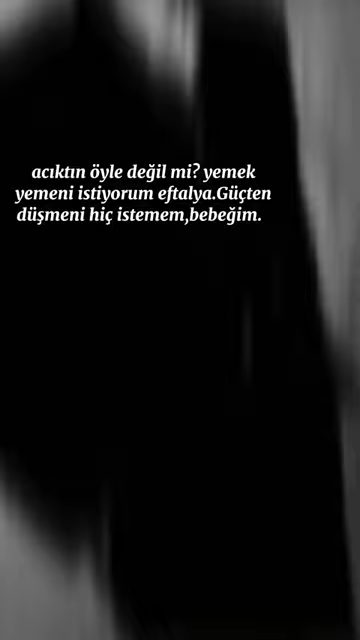 acıktın öyle değil mi? yemek
yemeni istiyorum eftalya.Güçten
düşmeni hiç istemem,bebeğim.